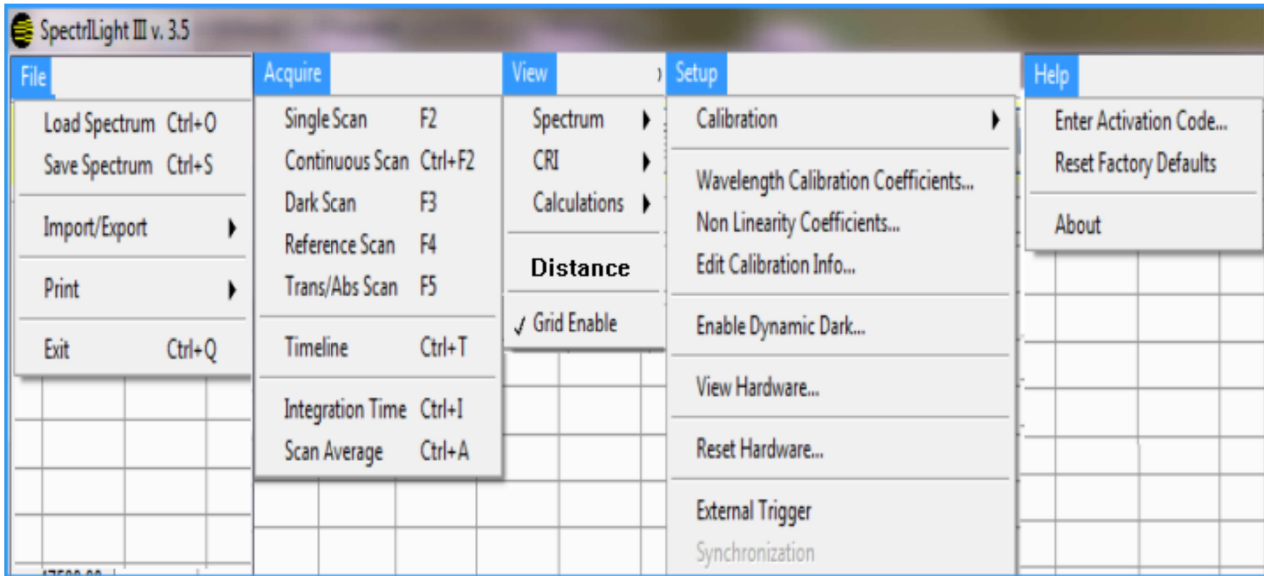 SpectrILight III v. 3.5
File
Load Spectrum Ctrl+O
Save Spectrum Ctrl+S
Import/Export
Print
Exit Ctrl+Q
Acquire
Single Scan F2
Continuous Scan Ctrl+F2
Dark Scan F3
Reference Scan F4
Trans/Abs Scan F5
Timeline Ctrl+T
Integration Time Ctrl+I
Scan Average Ctrl+A
View
Spectrum
CRI
Calculations
Distance
✓ Grid Enable
Setup
Calibration
Wavelength Calibration Coefficients...
Non Linearity Coefficients...
Edit Calibration Info...
Enable Dynamic Dark...
View Hardware...
Reset Hardware...
External Trigger
Synchronization
Help
Enter Activation Code...
Reset Factory Defaults
About